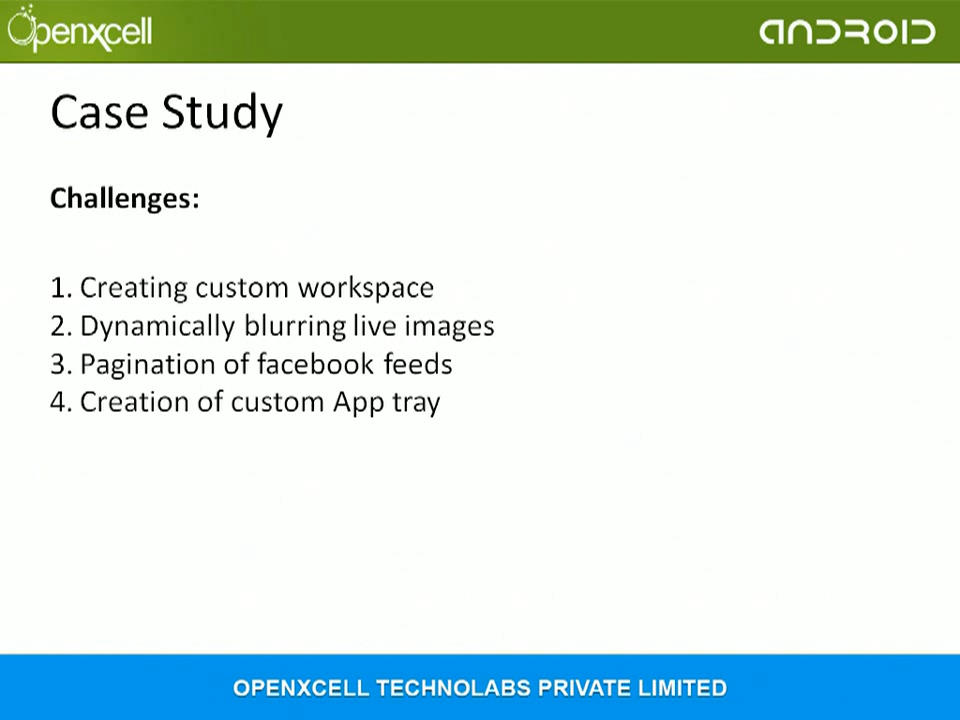 Openxcell
ANDROID
Case Study
Challenges:
1. Creating custom workspace
2. Dynamically blurring live images
3. Pagination of facebook feeds
4. Creation of custom App tray
OPENXCELL TECHNOLABS PRIVATE LIMITED